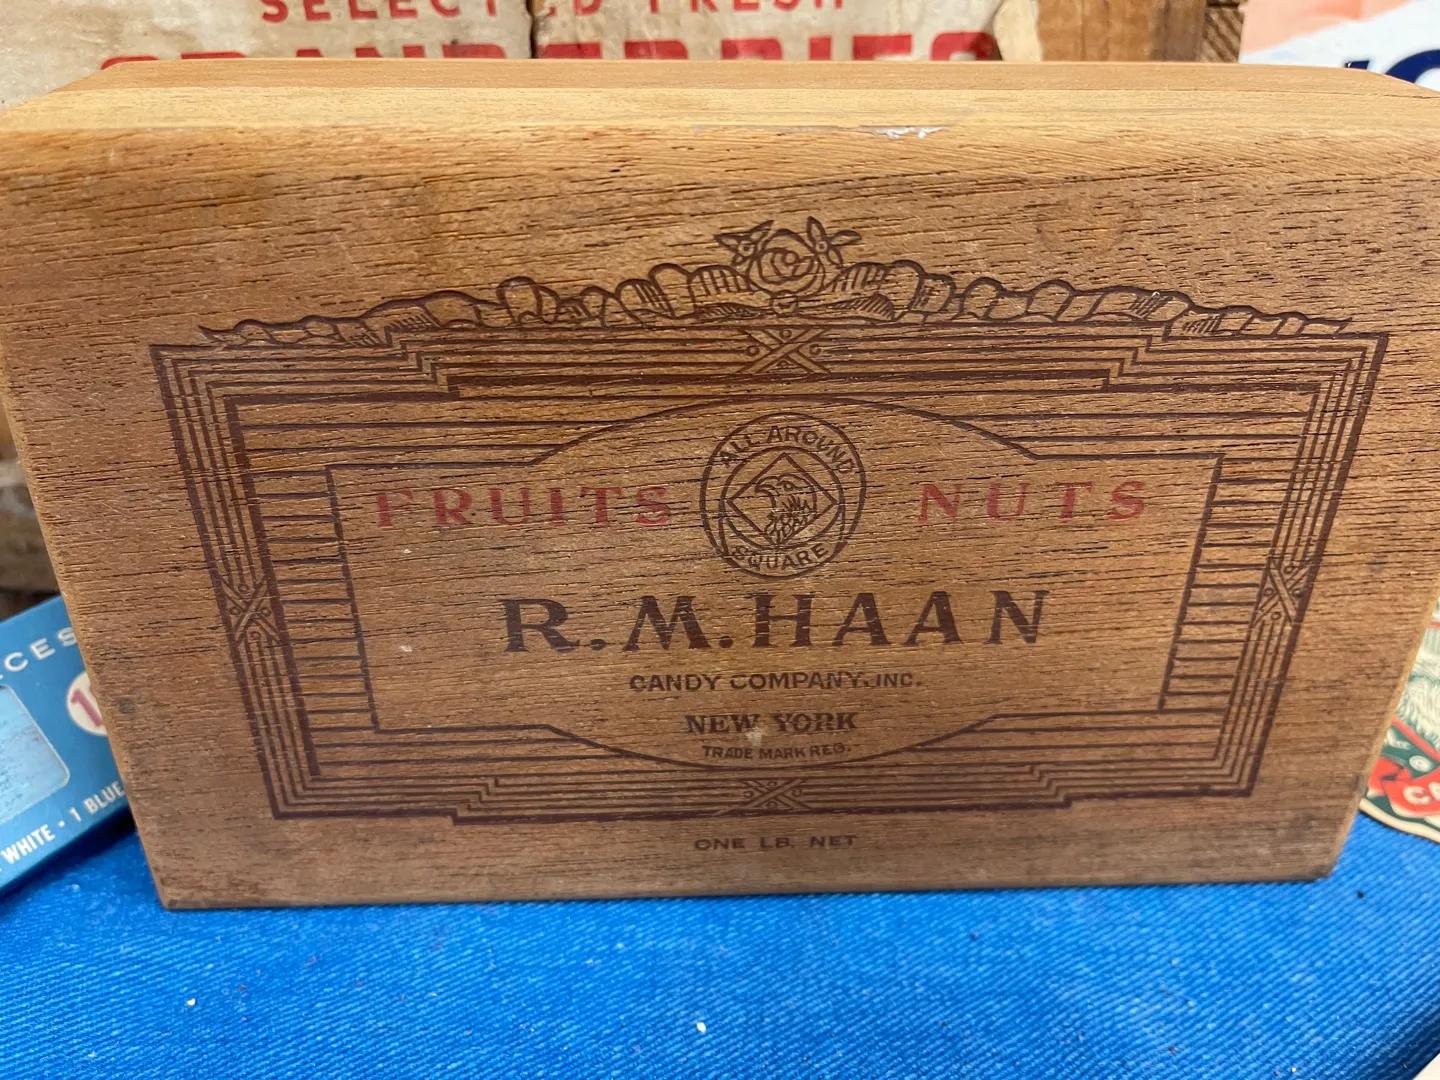 SELECTED FRESH
CRANBERRIES
ALL AROUND
SQUARE
FRUITS NUTS
R.M.HAAN
CANDY COMPANY, INC.
NEW YORK
TRADE MARK REG.
ONE LB. NET
WHITE • 1 BLUE